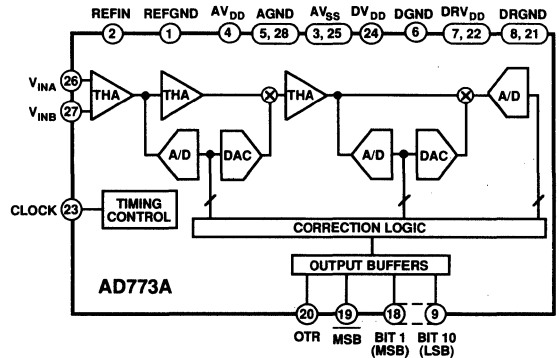 REFIN REFGND AVDD AGND AVSS DVDD DGND DRVDD DRGND
2 1 4 5, 28 3, 25 24 6 7, 22 8, 21
VINA 26
VINB 27
THA THA THA A/D
A/D DAC A/D DAC
CLOCK 23 TIMING CONTROL
CORRECTION LOGIC
OUTPUT BUFFERS
AD773A
20 19 18 9
OTR MSB BIT 1 BIT 10
(MSB) (LSB)